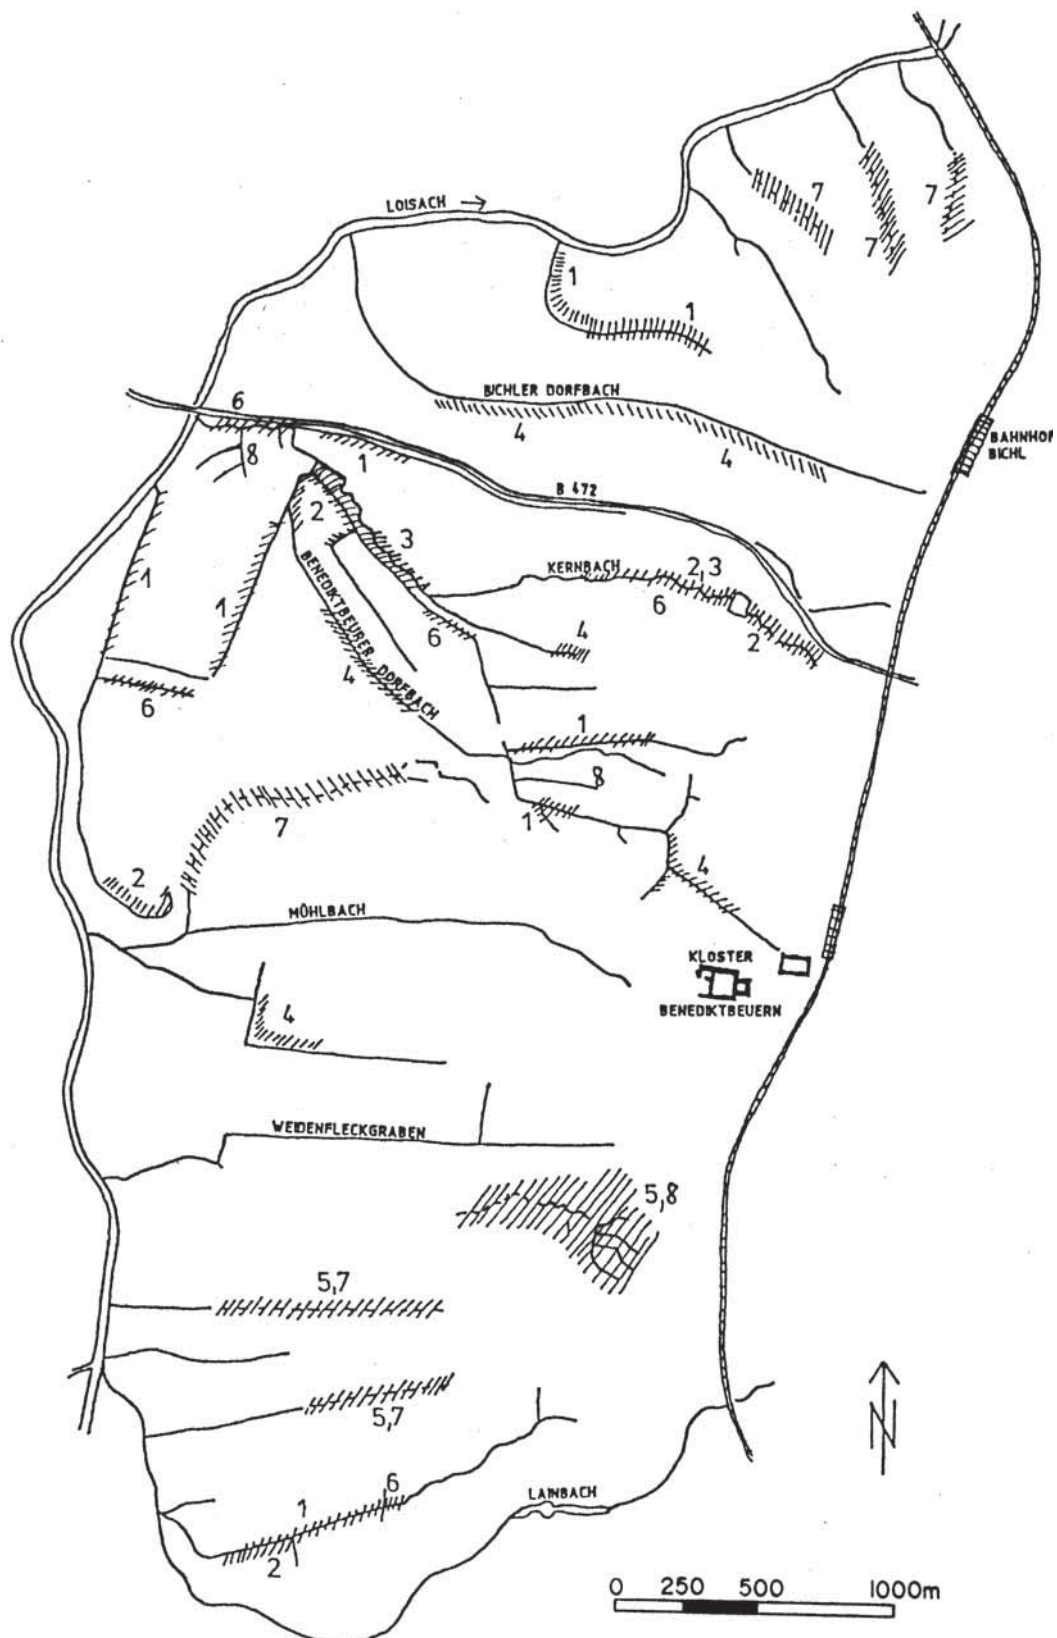 7
7
7
LOISACH
1
1
BICHLER DORFBACH
4
4
6
8
1
B 472
BAHNHOF
BICHL
2
3
KERNBACH
2,3
6
2
1
1
BENEDIKTBEURER DORFBACH
4
6
4
6
1
8
7
1
2
4
MÜHLBACH
KLOSTER
BENEDIKTBEUERN
4
WEIDENFLECKGRABEN
5,8
5,7
5,7
N
6
1
2
LAINBACH
0 250 500 1000m